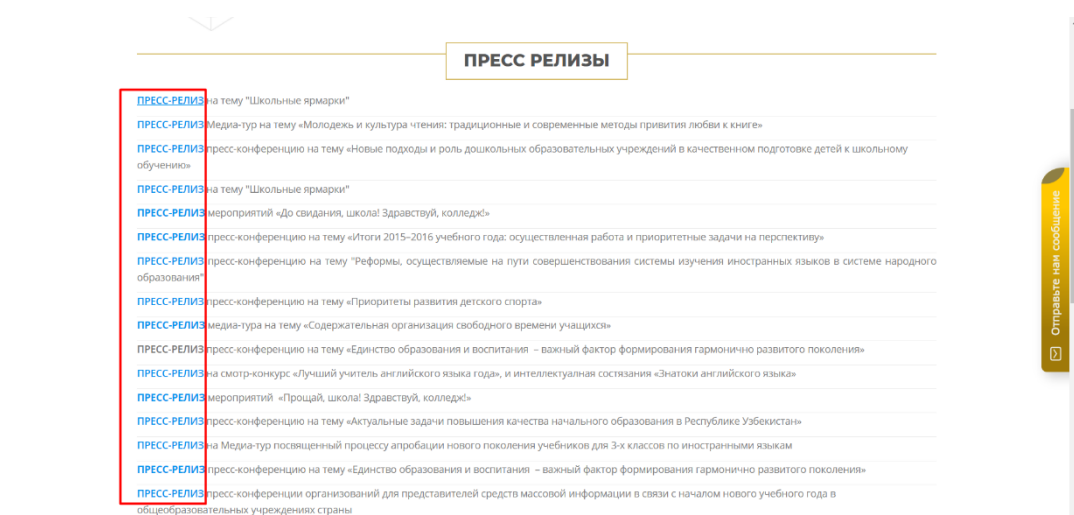 ПРЕСС РЕЛИЗЫ
ПРЕСС-РЕЛИЗ на тему "Школьные ярмарки"
ПРЕСС-РЕЛИЗ Медиа-тур на тему «Молодежь и культура чтения: традиционные и современные методы привития любви к книге»
ПРЕСС-РЕЛИЗ пресс-конференцию на тему «Новые подходы и роль дошкольных образовательных учреждений в качественном подготовке детей к школьному
обучению»
ПРЕСС-РЕЛИЗ на тему "Школьные ярмарки"
ПРЕСС-РЕЛИЗ мероприятий «До свидания, школа! Здравствуй, колледж!»
ПРЕСС-РЕЛИЗ пресс-конференцию на тему «Итоги 2015–2016 учебного года: осуществленная работа и приоритетные задачи на перспективу»
ПРЕСС-РЕЛИЗ пресс-конференцию на тему "Реформы, осуществляемые на пути совершенствования системы изучения иностранных языков в системе народного
образования"
ПРЕСС-РЕЛИЗ пресс-конференцию на тему «Приоритеты развития детского спорта»
ПРЕСС-РЕЛИЗ медиа-тура на тему «Содержательная организация свободного времени учащихся»
ПРЕСС-РЕЛИЗ пресс-конференцию на тему «Единство образования и воспитания – важный фактор формирования гармонично развитого поколения»
ПРЕСС-РЕЛИЗ на смотр-конкурс «Лучший учитель английского языка года», и интеллектуалная состязания «Знатоки английского языка»
ПРЕСС-РЕЛИЗ мероприятий «Прощай, школа! Здравствуй, колледж!»
ПРЕСС-РЕЛИЗ пресс-конференцию на тему «Актуальные задачи повышения качества начального образования в Республике Узбекистан»
ПРЕСС-РЕЛИЗ на Медиа-тур посвященный процессу апробации нового поколения учебников для 3-х классов по иностранными языкам
ПРЕСС-РЕЛИЗ пресс-конференцию на тему «Единство образования и воспитания – важный фактор формирования гармонично развитого поколения»
ПРЕСС-РЕЛИЗ пресс-конференции организований для представителей средств массовой информации в связи с началом нового учебного года в
общеобразовательных учреждениях страны
Отправьте нам сообщение